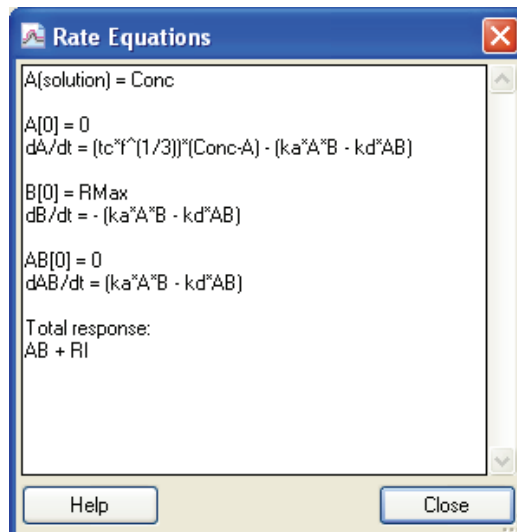 Rate Equations
A(solution) = Conc
A[0] = 0
dA/dt = (tc*f^(1/3))*(Conc-A) - (ka*A*B - kd*AB)
B[0] = RMax
dB/dt = - (ka*A*B - kd*AB)
AB[0] = 0
dAB/dt = (ka*A*B - kd*AB)
Total response:
AB + RI
Help
Close